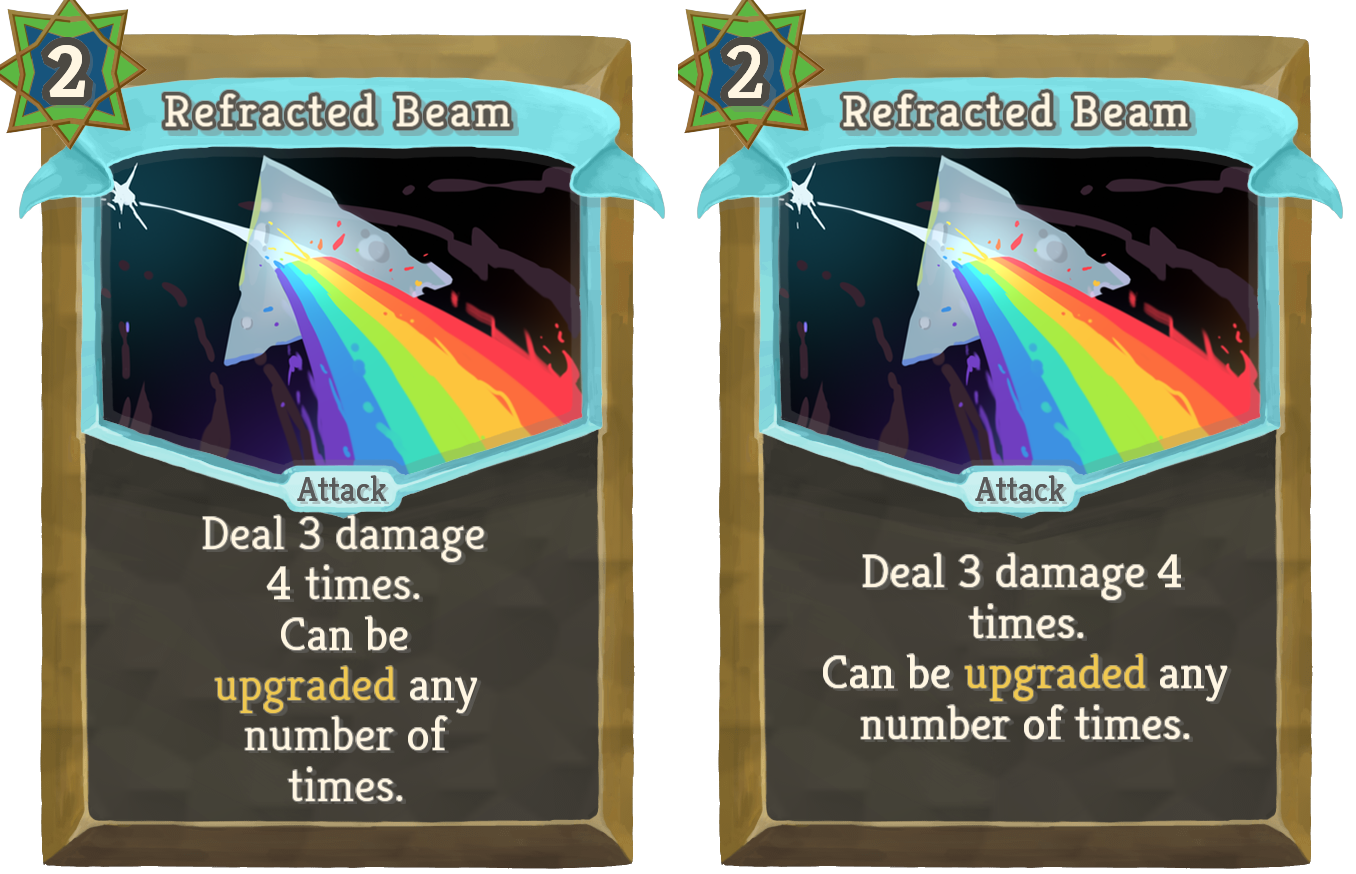 2
Refracted Beam
Attack
Deal 3 damage
4 times.
Can be
upgraded any
number of
times.
2
Refracted Beam
Attack
Deal 3 damage 4
times.
Can be upgraded any
number of times.